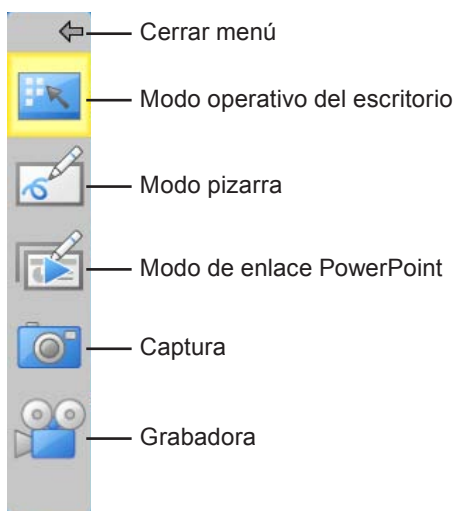 Cerrar menú
Modo operativo del escritorio
Modo pizarra
Modo de enlace PowerPoint
Captura
Grabadora